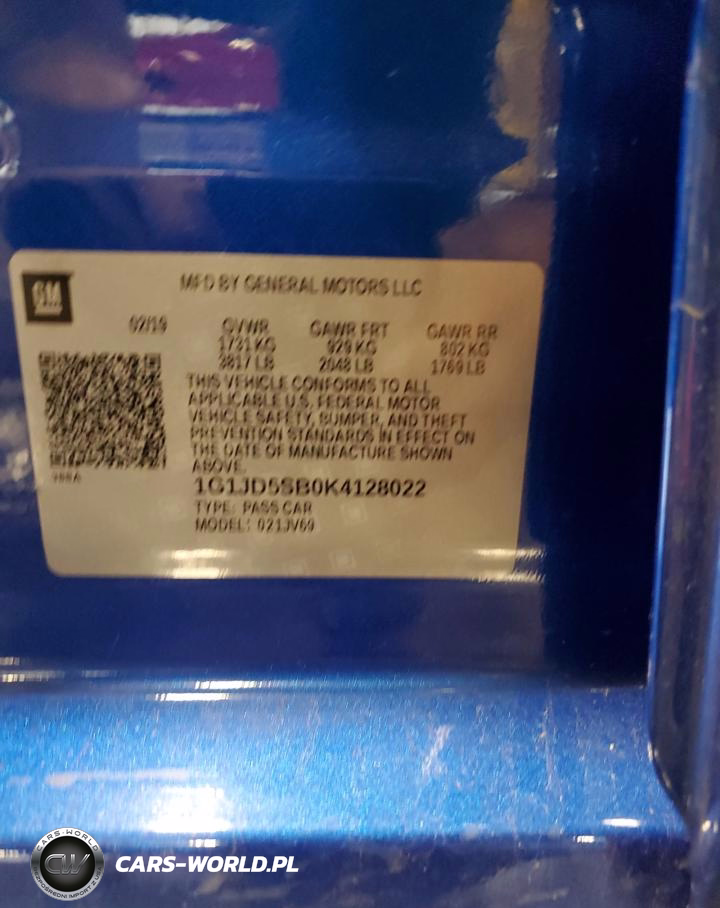 GM
MFD BY GENERAL MOTORS LLC
02/19 GVWR GAWR FRT GAWR RR
1731 KG 929 KG 802 KG
3817 LB 2048 LB 1769 LB
THIS VEHICLE CONFORMS TO ALL
APPLICABLE U.S. FEDERAL MOTOR
VEHICLE SAFETY, BUMPER, AND THEFT
PREVENTION STANDARDS IN EFFECT ON
THE DATE OF MANUFACTURE SHOWN
ABOVE.
1G1JD5SB0K4128022
TYPE: PASS CAR
MODEL: 021JV69
CARS-WORLD
CW
CARS-WORLD.PL